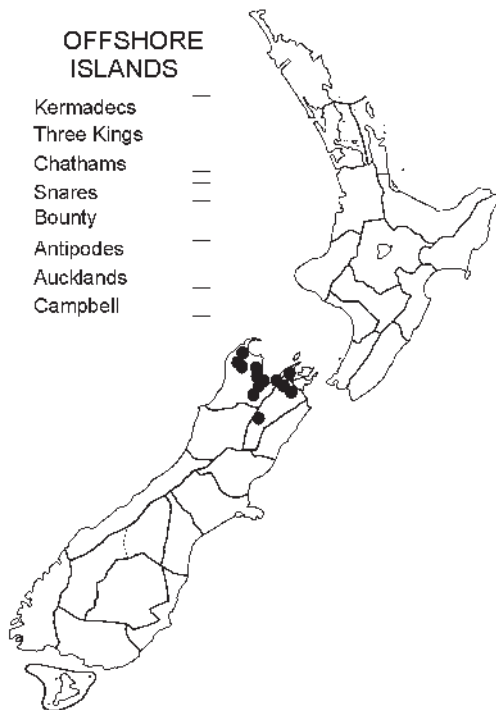 OFFSHORE
ISLANDS
Kermadecs —
Three Kings
Chathams —
Snares —
Bounty —
Antipodes —
Aucklands —
Campbell —